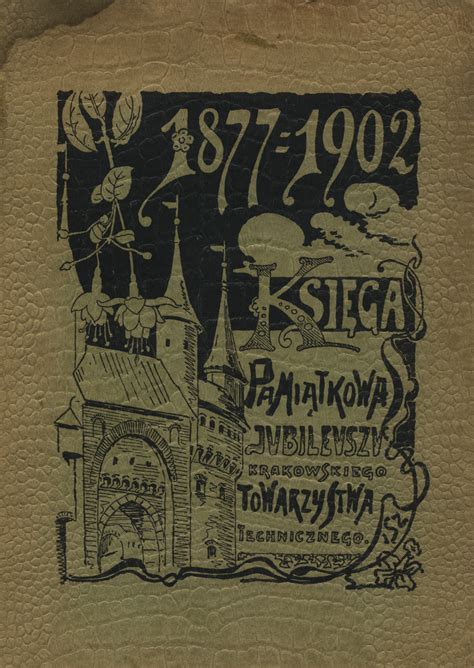 1877=1902
KSIĘGA
PAMIĄTKOWA
JUBILEUSZU
KRAKOWSKIEGO
TOWARZYSTWA
TECHNICZNEGO.